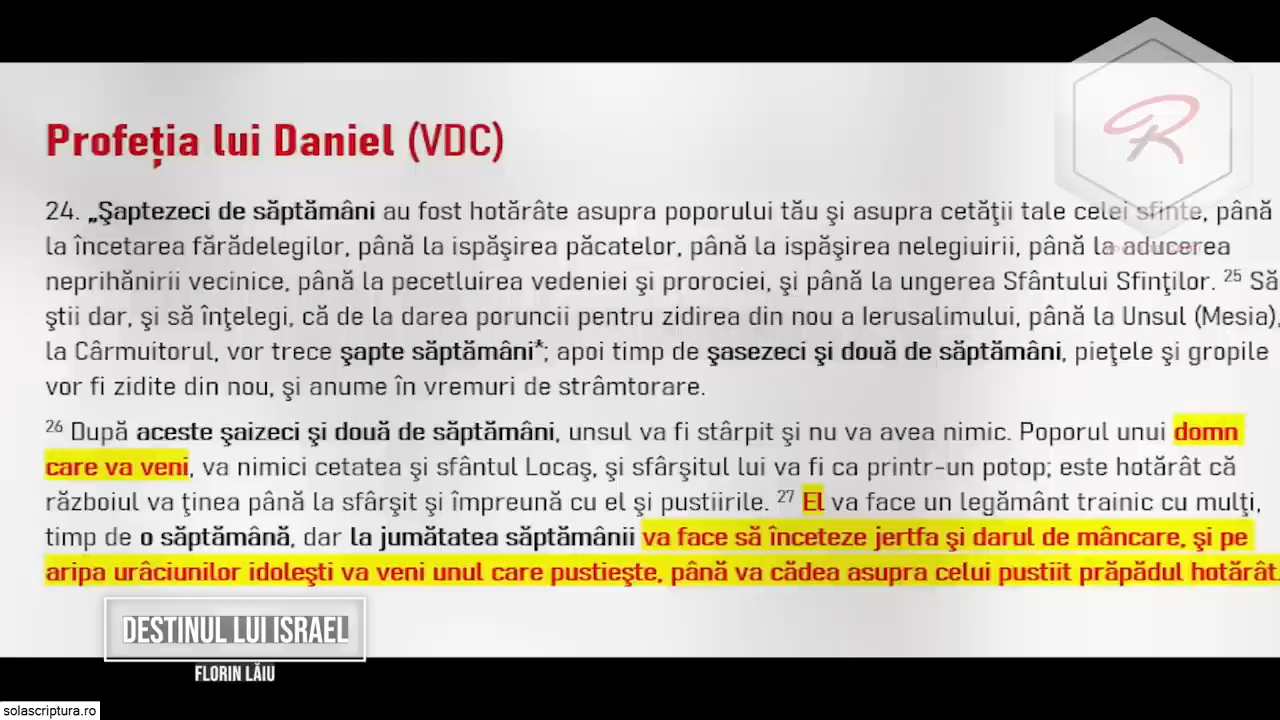 Profeția lui Daniel (VDC)
24. „Şaptezeci de săptămâni au fost hotărâte asupra poporului tău şi asupra cetăţii tale celei sfinte, până
la încetarea fărădelegilor, până la ispăşirea păcatelor, până la ispăşirea nelegiuirii, până la aducerea
neprihănirii vecinice, până la pecetluirea vedeniei şi prorociei, şi până la ungerea Sfântului Sfinţilor. 25 Să
ştii dar, şi să înţelegi, că de la darea poruncii pentru zidirea din nou a Ierusalimului, până la Unsul (Mesia),
la Cârmuitorul, vor trece şapte săptămâni*; apoi timp de şasezeci şi două de săptămâni, pieţele şi gropile
vor fi zidite din nou, şi anume în vremuri de strâmtorare.
26 După aceste şaizeci şi două de săptămâni, unsul va fi stârpit şi nu va avea nimic. Poporul unui domn
care va veni, va nimici cetatea şi sfântul Locaş, şi sfârşitul lui va fi ca printr-un potop; este hotărât că
războiul va ţinea până la sfârşit şi împreună cu el şi pustiirile. 27 El va face un legământ trainic cu mulţi,
timp de o săptămână, dar la jumătatea săptămânii va face să înceteze jertfa şi darul de mâncare, şi pe
aripa urâciunilor idoleşti va veni unul care pustieşte, până va cădea asupra celui pustiit prăpădul hotărât.
DESTINUL LUI ISRAEL
FLORIN LĂIU
solascriptura.ro